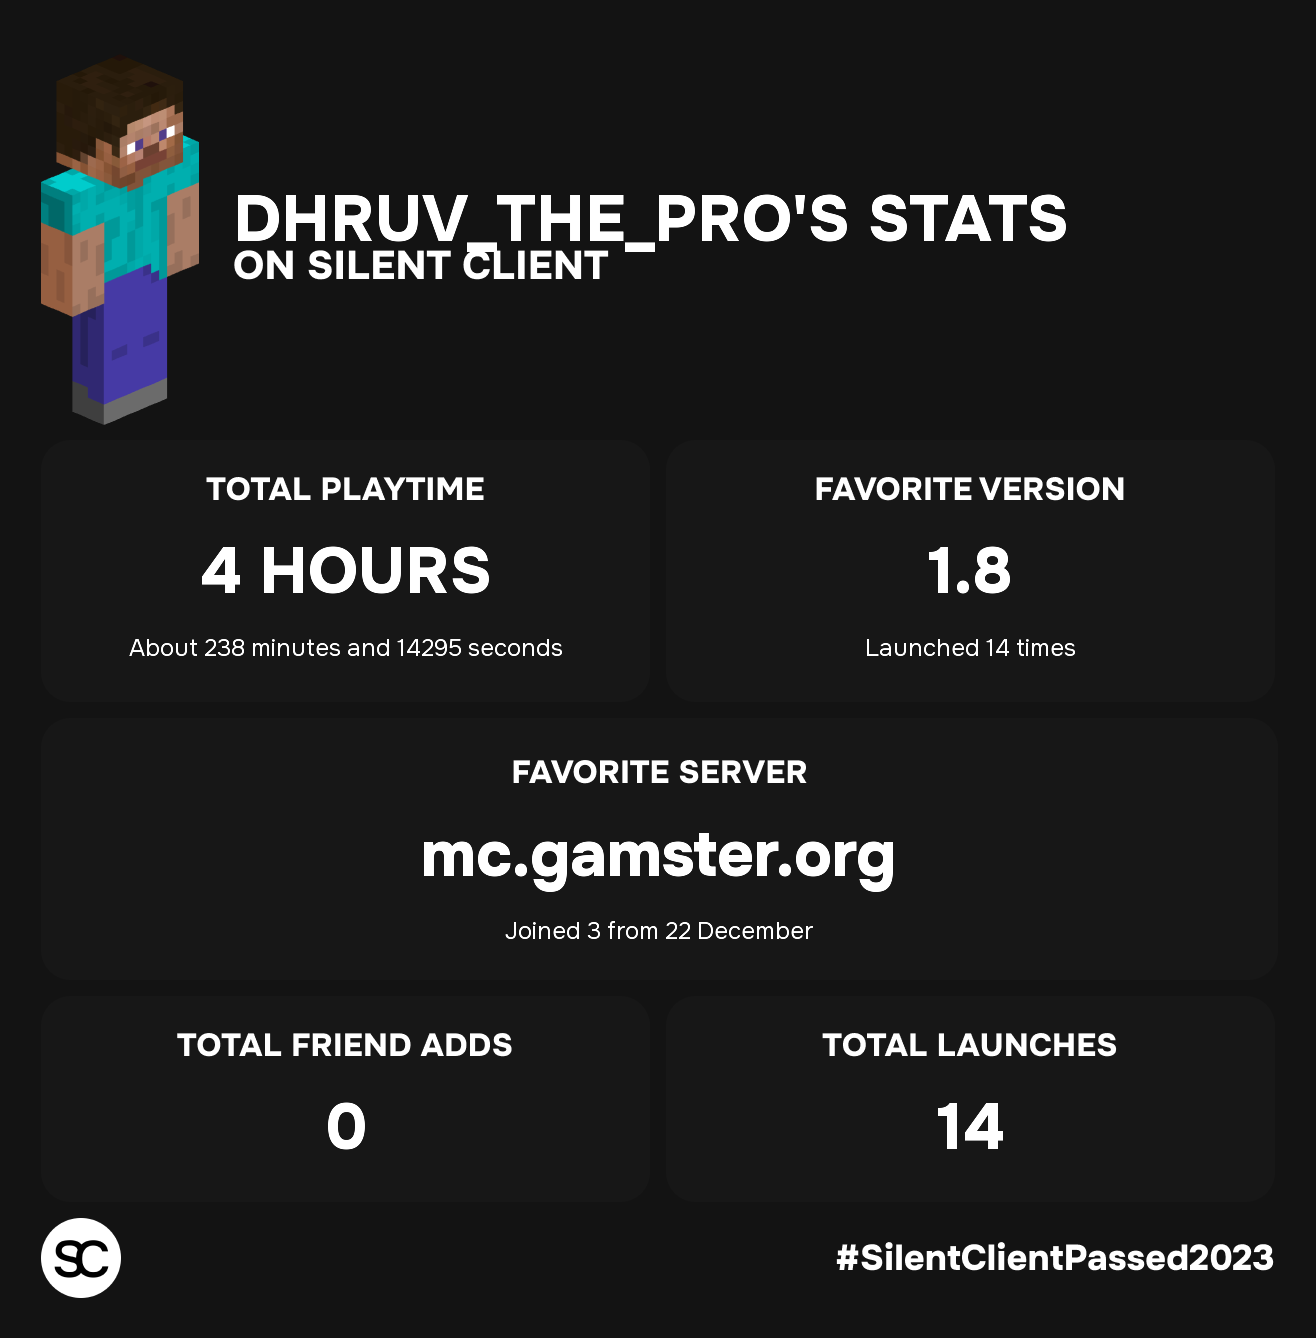 DHRUV_THE_PRO'S STATS
ON SILENT CLIENT
TOTAL PLAYTIME
4 HOURS
About 238 minutes and 14295 seconds
FAVORITE VERSION
1.8
Launched 14 times
FAVORITE SERVER
mc.gamster.org
Joined 3 from 22 December
TOTAL FRIEND ADDS
0
TOTAL LAUNCHES
14
SC
#SilentClientPassed2023